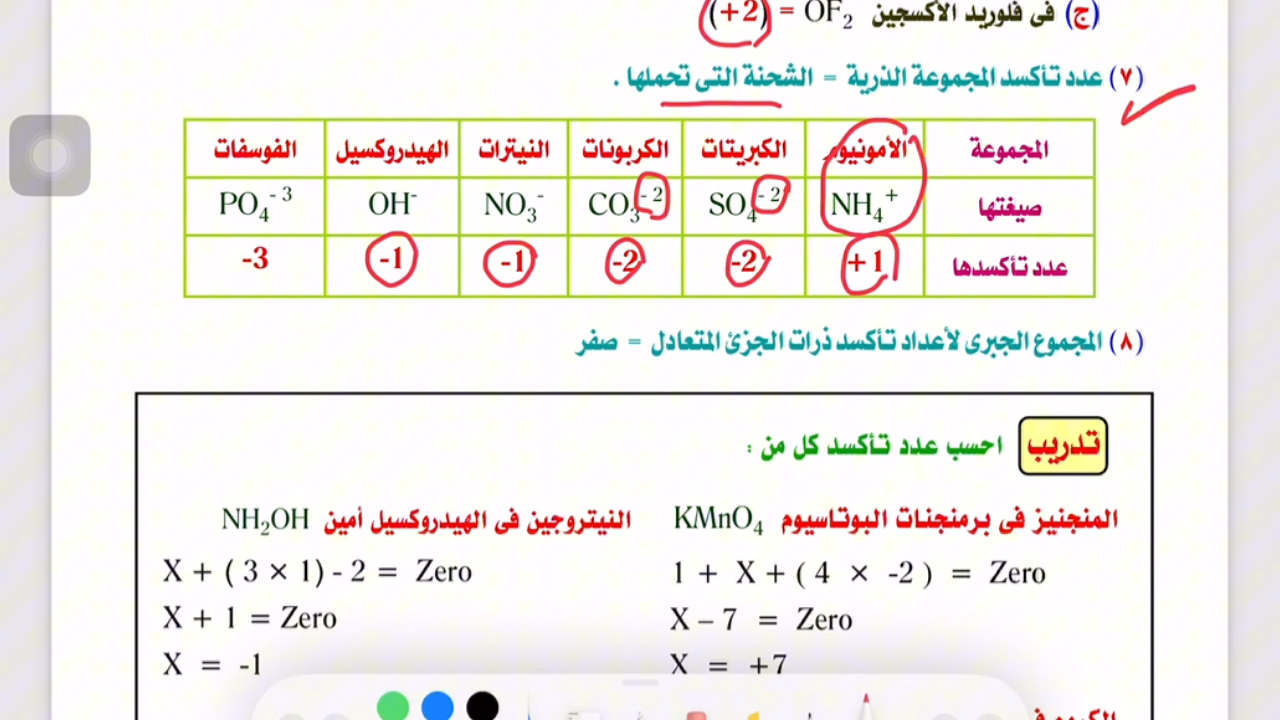 (ج) فى فلوريد الأكسجين OF₂ = (+2)
(٧) عدد تأكسد المجموعة الذرية = الشحنة التى تحملها .
المجموعة الأمونيوم الكبريتات الكربونات النيترات الهيدروكسيل الفوسفات
صيغتها NH₄⁺ SO₄⁻² CO₃⁻² NO₃⁻ OH⁻ PO₄⁻³
عدد تأكسدها +1 -2 -2 -1 -1 -3
(٨) المجموع الجبرى لأعداد تأكسد ذرات الجزئ المتعادل = صفر
تدريب احسب عدد تأكسد كل من :
المنجنيز فى برمنجنات البوتاسيوم KMnO₄
1 + X + ( 4 × -2 ) = Zero
X – 7 = Zero
X = +7
النيتروجين فى الهيدروكسيل أمين NH₂OH
X + ( 3 × 1) - 2 = Zero
X + 1 = Zero
X = -1